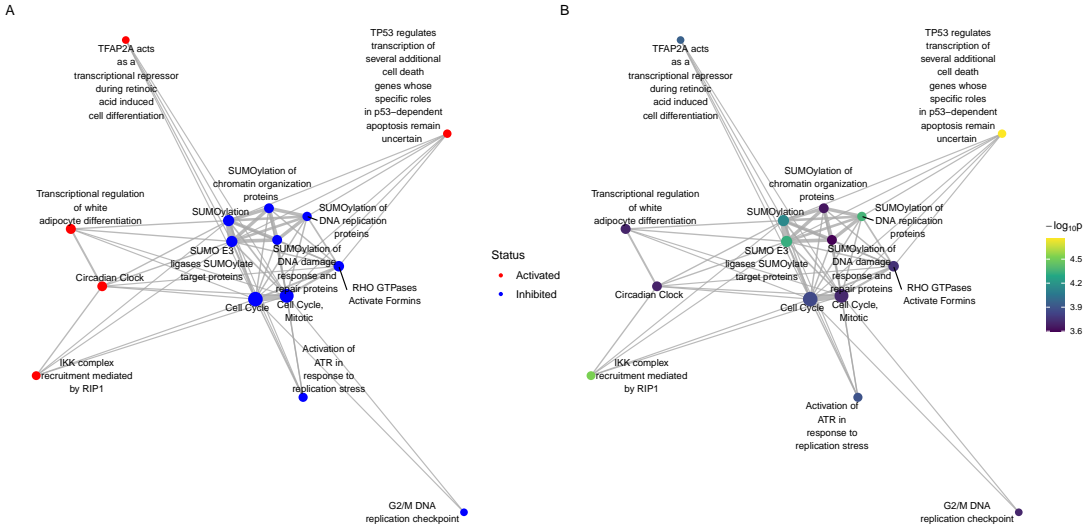 A
TFAP2A acts
as a
transcriptional repressor
during retinoic
acid induced
cell differentiation
TP53 regulates
transcription of
several additional
cell death
genes whose
specific roles
in p53−dependent
apoptosis remain
uncertain
SUMOylation of
chromatin organization
proteins
Transcriptional regulation
of white
adipocyte differentiation
SUMOylation
SUMOylation of
DNA replication
proteins
SUMO E3
ligases SUMOylate
target proteins
SUMOylation of
DNA damage
response and
repair proteins
Circadian Clock
RHO GTPases
Activate Formins
Cell Cycle
Cell Cycle,
Mitotic
IKK complex
recruitment mediated
by RIP1
Activation of
ATR in
response to
replication stress
G2/M DNA
replication checkpoint
Status
Activated
Inhibited
B
TFAP2A acts
as a
transcriptional repressor
during retinoic
acid induced
cell differentiation
TP53 regulates
transcription of
several additional
cell death
genes whose
specific roles
in p53−dependent
apoptosis remain
uncertain
SUMOylation of
chromatin organization
proteins
Transcriptional regulation
of white
adipocyte differentiation
SUMOylation
SUMOylation of
DNA replication
proteins
SUMO E3
ligases SUMOylate
target proteins
SUMOylation of
DNA damage
response and
repair proteins
Circadian Clock
RHO GTPases
Activate Formins
Cell Cycle
Cell Cycle,
Mitotic
IKK complex
recruitment mediated
by RIP1
Activation of
ATR in
response to
replication stress
G2/M DNA
replication checkpoint
−log10p
4.5
4.2
3.9
3.6